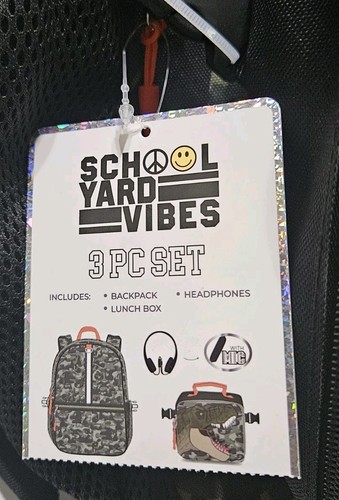 SCHOOL
YARD
VIBES
3 PC SET
INCLUDES: • BACKPACK • HEADPHONES
• LUNCH BOX
WITH
MIC